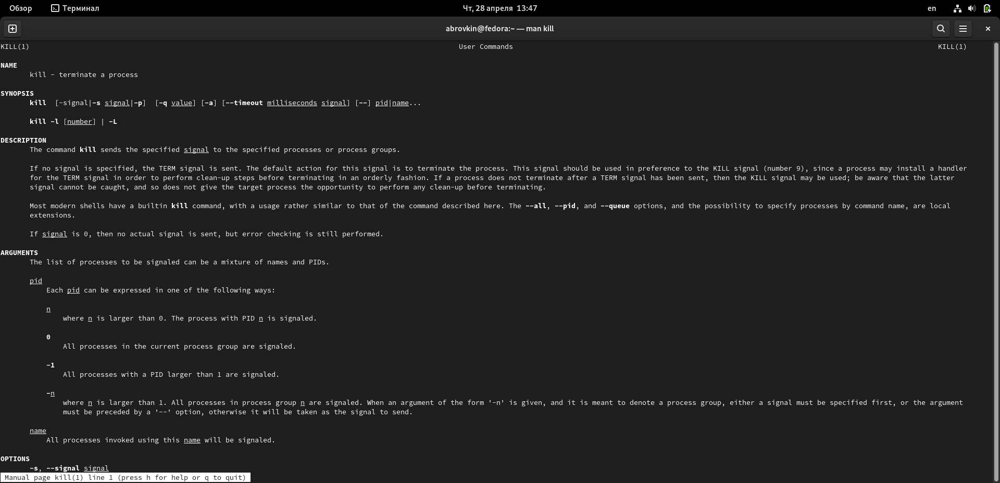 Обзор Терминал Чт, 28 апреля 13:47 en
abrovkin@fedora:~ — man kill
KILL(1) User Commands KILL(1)
NAME
kill - terminate a process
SYNOPSIS
kill [-signal|-s signal|-p] [-q value] [-a] [--timeout milliseconds signal] [--] pid|name...
kill -l [number] | -L
DESCRIPTION
The command kill sends the specified signal to the specified processes or process groups.
If no signal is specified, the TERM signal is sent. The default action for this signal is to terminate the process. This signal should be used in preference to the KILL signal (number 9), since a process may install a handler
for the TERM signal in order to perform clean-up steps before terminating in an orderly fashion. If a process does not terminate after a TERM signal has been sent, then the KILL signal may be used; be aware that the latter
signal cannot be caught, and so does not give the target process the opportunity to perform any clean-up before terminating.
Most modern shells have a builtin kill command, with a usage rather similar to that of the command described here. The --all, --pid, and --queue options, and the possibility to specify processes by command name, are local
extensions.
If signal is 0, then no actual signal is sent, but error checking is still performed.
ARGUMENTS
The list of processes to be signaled can be a mixture of names and PIDs.
pid
Each pid can be expressed in one of the following ways:
n
where n is larger than 0. The process with PID n is signaled.
0
All processes in the current process group are signaled.
-1
All processes with a PID larger than 1 are signaled.
-n
where n is larger than 1. All processes in process group n are signaled. When an argument of the form '-n' is given, and it is meant to denote a process group, either a signal must be specified first, or the argument
must be preceded by a '--' option, otherwise it will be taken as the signal to send.
name
All processes invoked using this name will be signaled.
OPTIONS
-s, --signal signal
Manual page kill(1) line 1 (press h for help or q to quit)